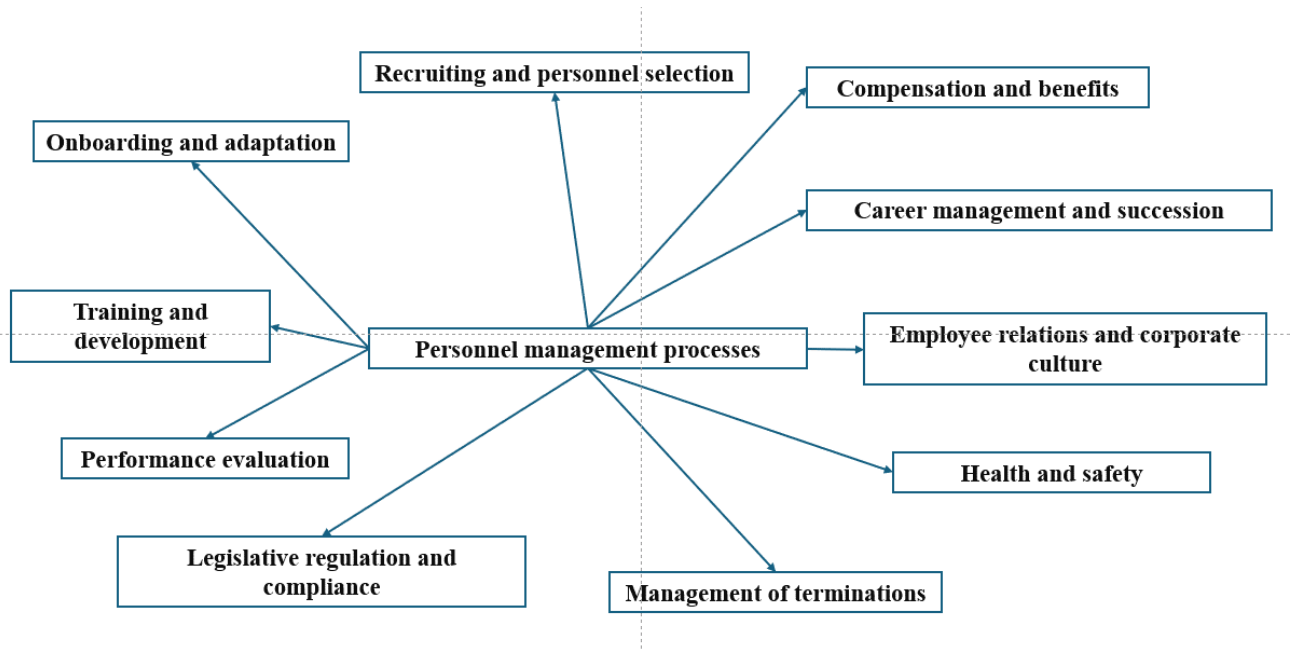 Recruiting and personnel selection
Compensation and benefits
Onboarding and adaptation
Career management and succession
Training and
development
Personnel management processes
Employee relations and corporate
culture
Performance evaluation
Health and safety
Legislative regulation and
compliance
Management of terminations